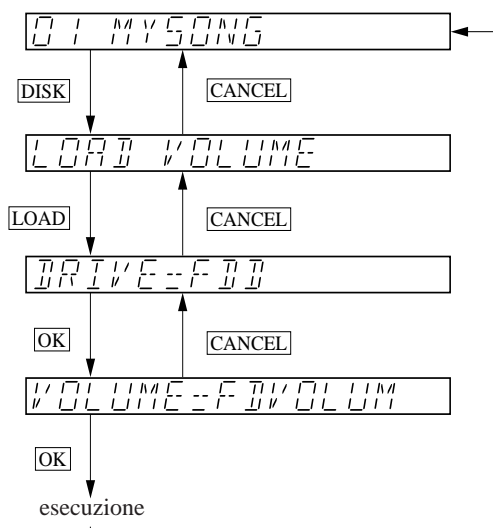 01 MYSONG
DISK
CANCEL
LOAD VOLUME
LOAD
CANCEL
DRIVE=FDD
OK
CANCEL
VOLUME=FDVOLUM
OK
esecuzione